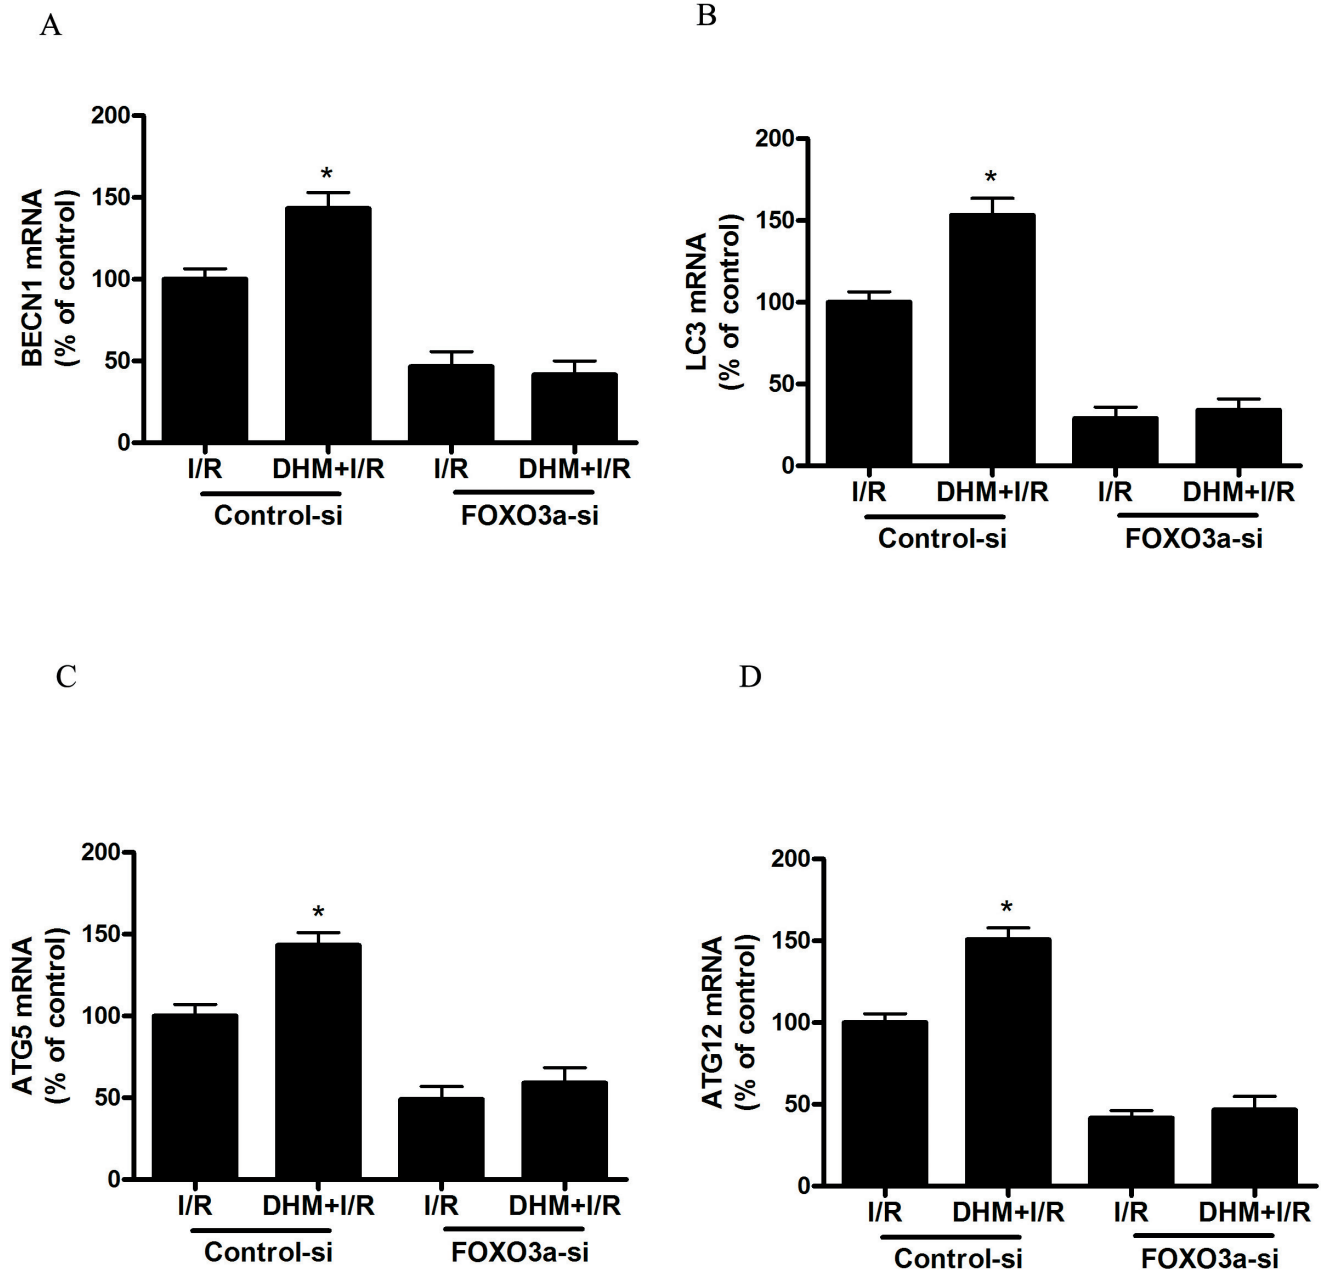 A
BECN1 mRNA
(% of control)
200
150
100
50
0
*
I/R DHM+I/R I/R DHM+I/R
Control-si FOXO3a-si
B
LC3 mRNA
(% of control)
200
150
100
50
0
*
I/R DHM+I/R I/R DHM+I/R
Control-si FOXO3a-si
C
ATG5 mRNA
(% of control)
200
150
100
50
0
*
I/R DHM+I/R I/R DHM+I/R
Control-si FOXO3a-si
D
ATG12 mRNA
(% of control)
200
150
100
50
0
*
I/R DHM+I/R I/R DHM+I/R
Control-si FOXO3a-si